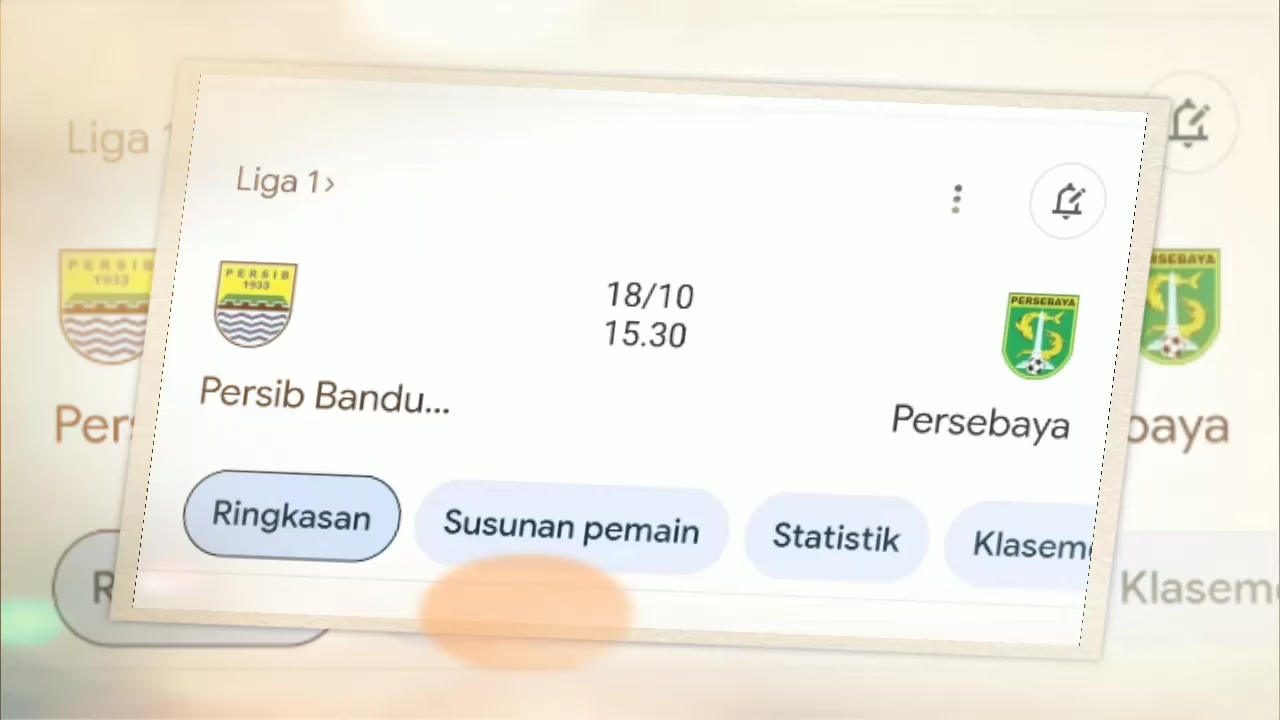 Liga 1›
PERSIB
1933
18/10
15.30
PERSEBAYA
Persib Bandu...
Persebaya
Ringkasan
Susunan pemain
Statistik
Klasem